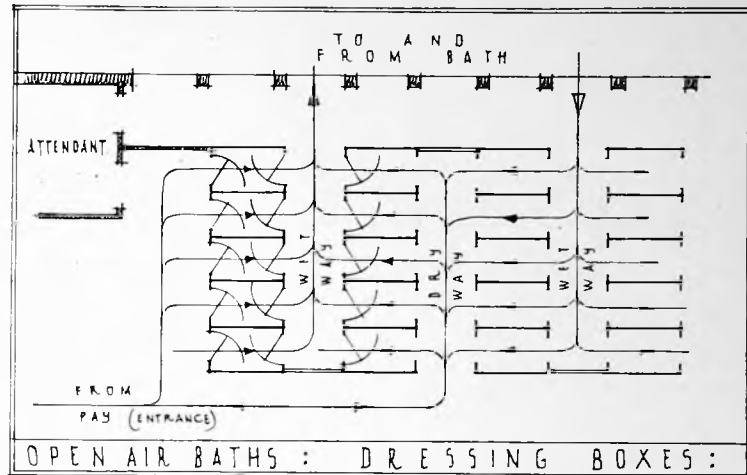 TO AND
FROM BATH
ATTENDANT
WET
WAY
DRY
WAY
WET
WAY
FROM
PAY (ENTRANCE)
OPEN AIR BATHS : DRESSING BOXES :